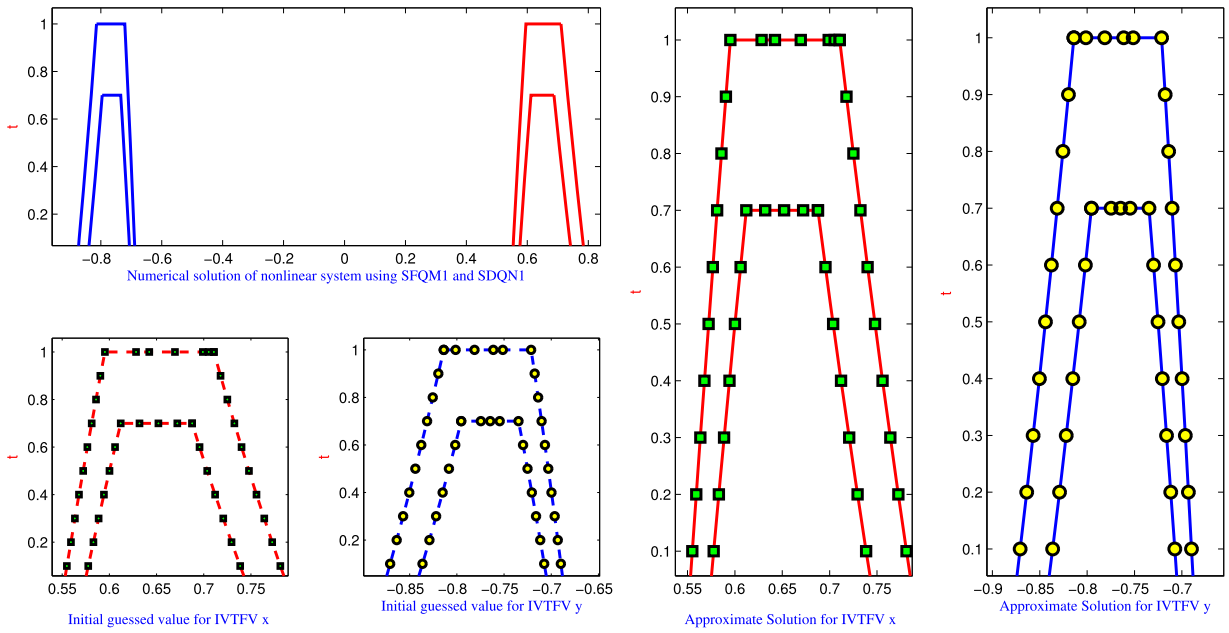 1
0.8
0.6
0.4
0.2
t
−0.8 −0.6 −0.4 −0.2 0 0.2 0.4 0.6 0.8
Numerical solution of nonlinear system using SFQM1 and SDQN1
1
0.8
0.6
0.4
0.2
t
0.55 0.6 0.65 0.7 0.75
Initial guessed value for IVTFV x
1
0.8
0.6
0.4
0.2
t
−0.85 −0.8 −0.75 −0.7 −0.65
Initial guessed value for IVTFV y
1
0.9
0.8
0.7
0.6
0.5
0.4
0.3
0.2
0.1
t
0.55 0.6 0.65 0.7 0.75
Approximate Solution for IVTFV x
1
0.9
0.8
0.7
0.6
0.5
0.4
0.3
0.2
0.1
t
−0.9 −0.85 −0.8 −0.75 −0.7
Approximate Solution for IVTFV y